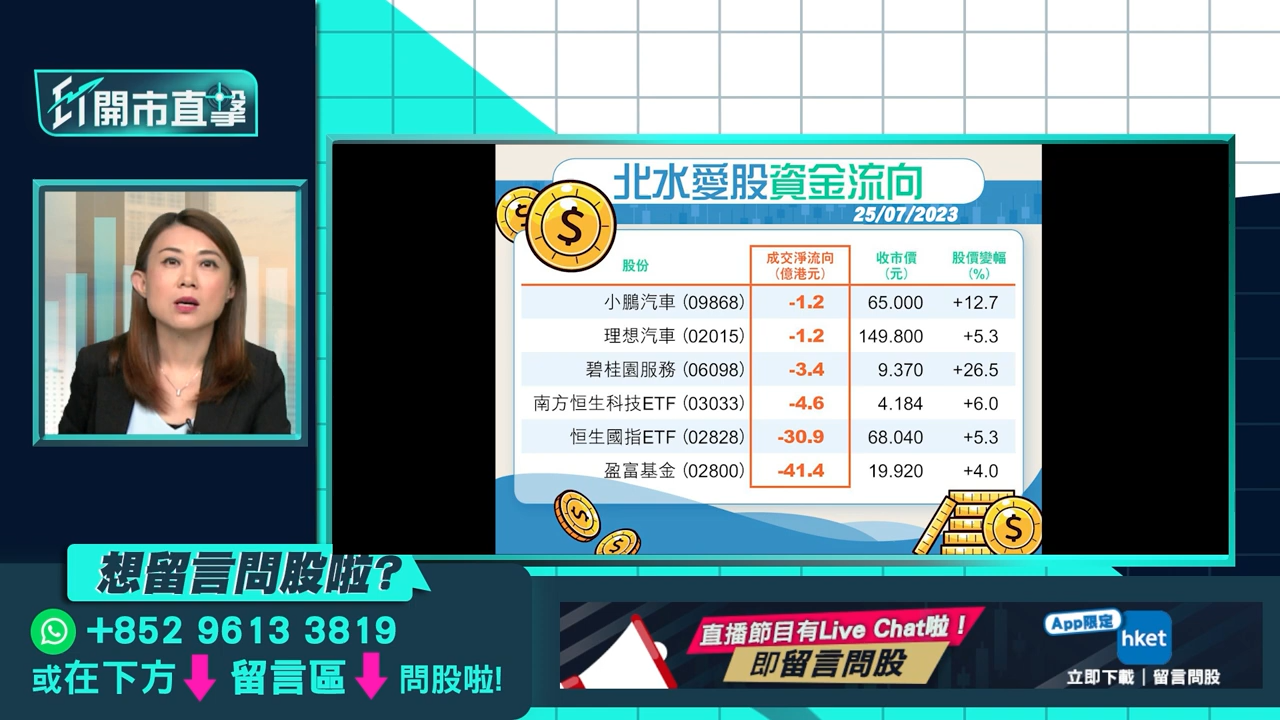 ET開市直擊
北水愛股資金流向
25/07/2023
股份 成交淨流向 (億港元) 收市價 (元) 股價變幅 (%)
小鵬汽車 (09868) -1.2 65.000 +12.7
理想汽車 (02015) -1.2 149.800 +5.3
碧桂園服務 (06098) -3.4 9.370 +26.5
南方恒生科技ETF (03033) -4.6 4.184 +6.0
恒生國指ETF (02828) -30.9 68.040 +5.3
盈富基金 (02800) -41.4 19.920 +4.0
想留言問股啦?
+852 9613 3819
或在下方 留言區 問股啦!
直播節目有Live Chat啦!
即留言問股
App限定
hket
立即下載|留言問股